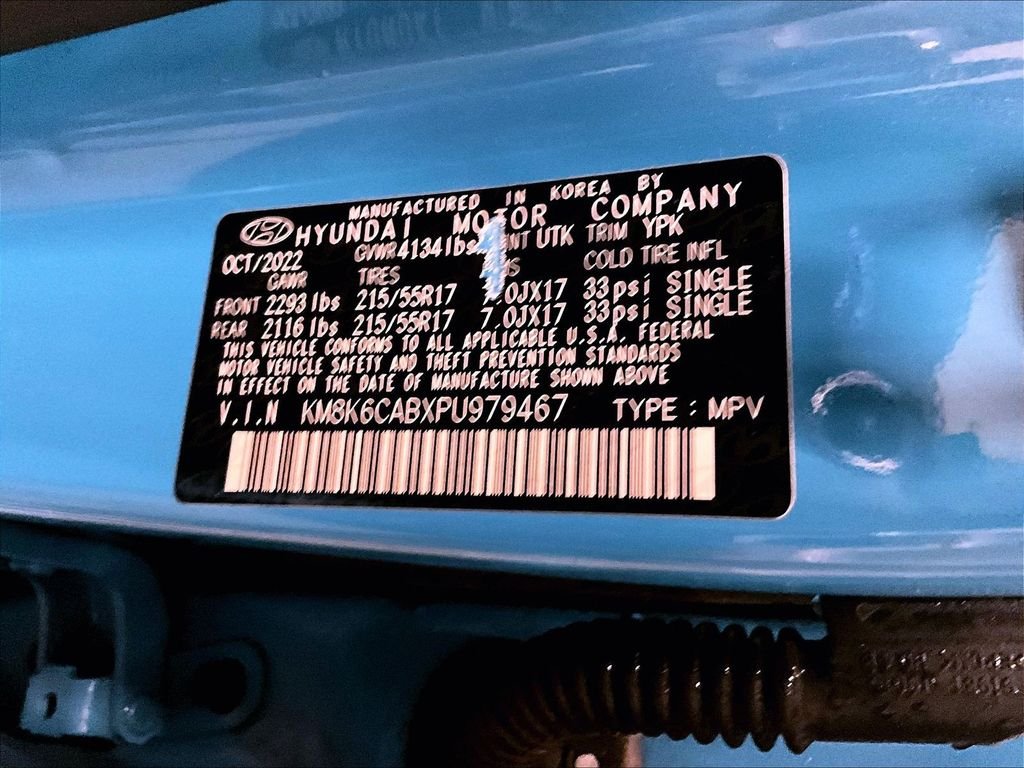 MANUFACTURED IN KOREA BY
HYUNDAI MOTOR COMPANY
OCT/2022 GVWR 4134 lbs UTK TRIM YPK
GAWR TIRES COLD TIRE INFL
FRONT 2293 lbs 215/55R17 7.0JX17 33psi SINGLE
REAR 2116 lbs 215/55R17 7.0JX17 33psi SINGLE
THIS VEHICLE CONFORMS TO ALL APPLICABLE U.S.A. FEDERAL
MOTOR VEHICLE SAFETY AND THEFT PREVENTION STANDARDS
IN EFFECT ON THE DATE OF MANUFACTURE SHOWN ABOVE
V.I.N KM8K6CABXPU979467 TYPE : MPV